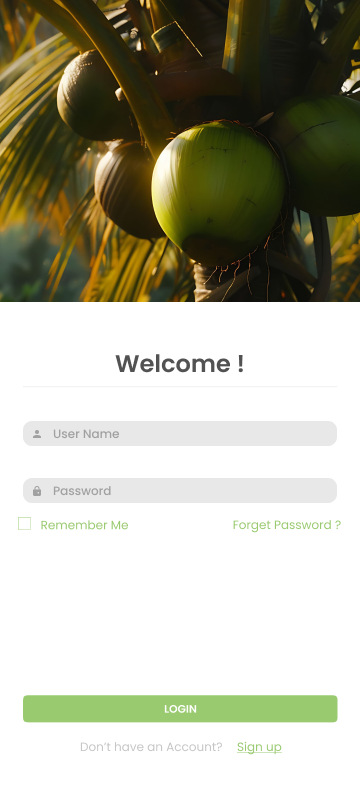 Welcome !
User Name
Password
Remember Me
Forget Password ?
LOGIN
Don't have an Account? Sign up